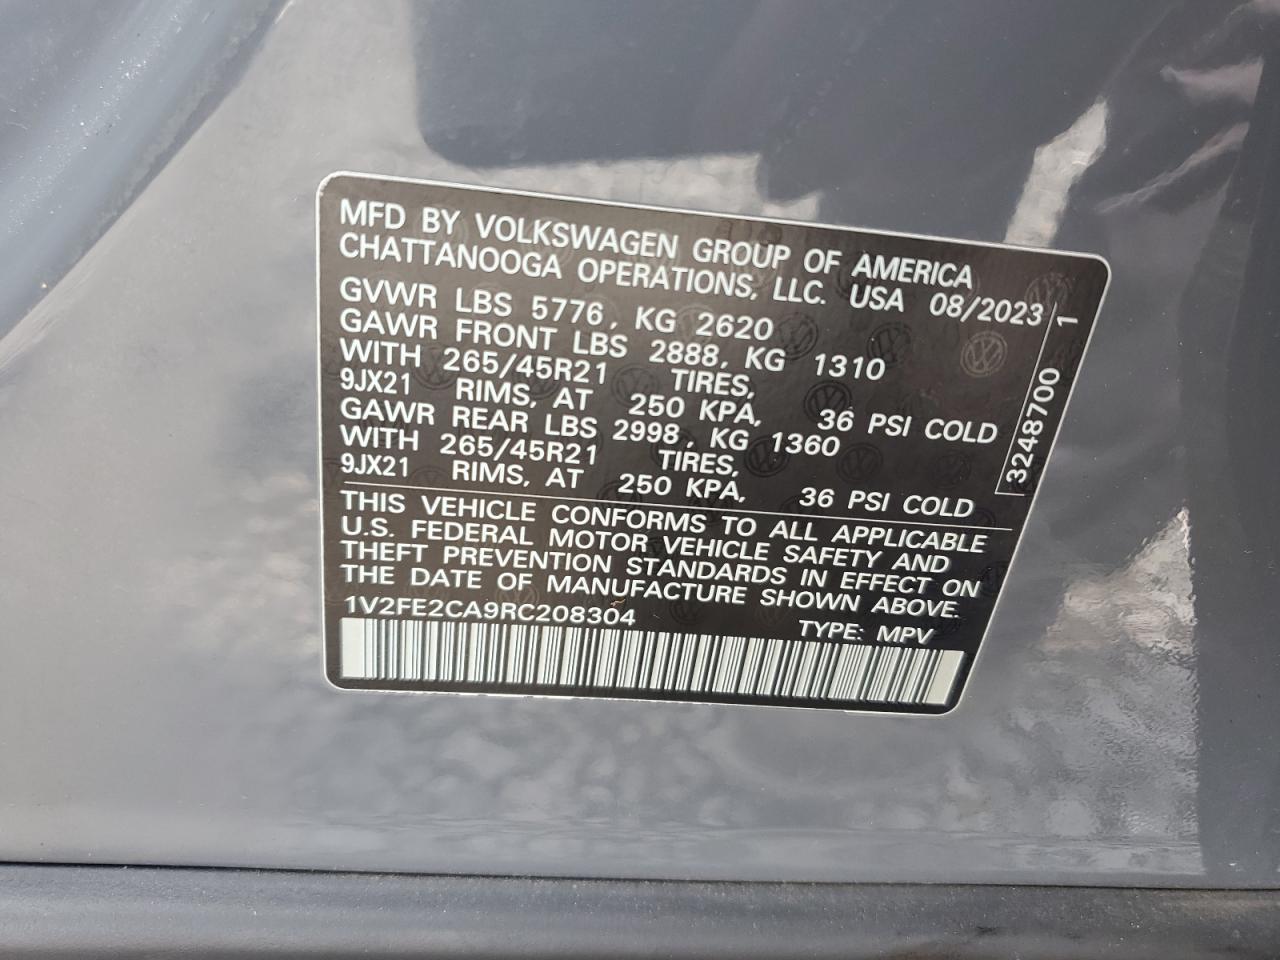 MFD BY VOLKSWAGEN GROUP OF AMERICA
CHATTANOOGA OPERATIONS, LLC. USA 08/2023
GVWR LBS 5776, KG 2620
GAWR FRONT LBS 2888, KG 1310
WITH 265/45R21 TIRES,
9JX21 RIMS, AT 250 KPA, 36 PSI COLD
GAWR REAR LBS 2998, KG 1360
WITH 265/45R21 TIRES,
9JX21 RIMS, AT 250 KPA, 36 PSI COLD
3248700 1
THIS VEHICLE CONFORMS TO ALL APPLICABLE
U.S. FEDERAL MOTOR VEHICLE SAFETY AND
THEFT PREVENTION STANDARDS IN EFFECT ON
THE DATE OF MANUFACTURE SHOWN ABOVE.
1V2FE2CA9RC208304 TYPE: MPV